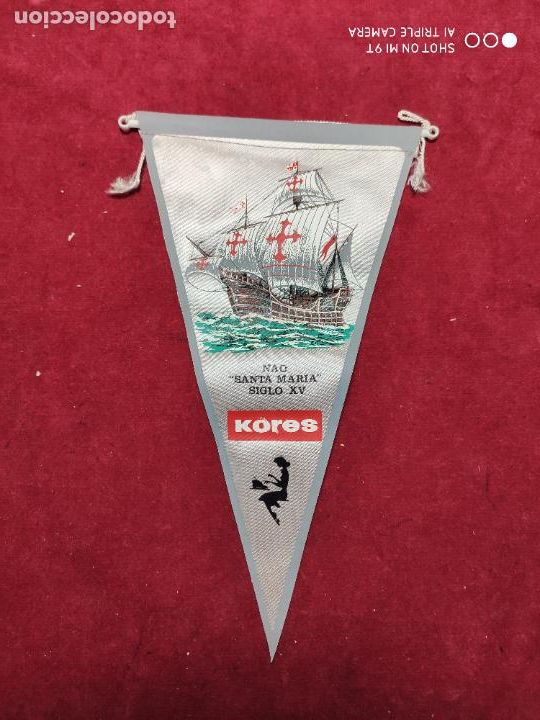 todocoleccion
SHOT ON MI 9T
AI TRIPLE CAMERA
NAO
"SANTA MARIA"
SIGLO XV
Kores